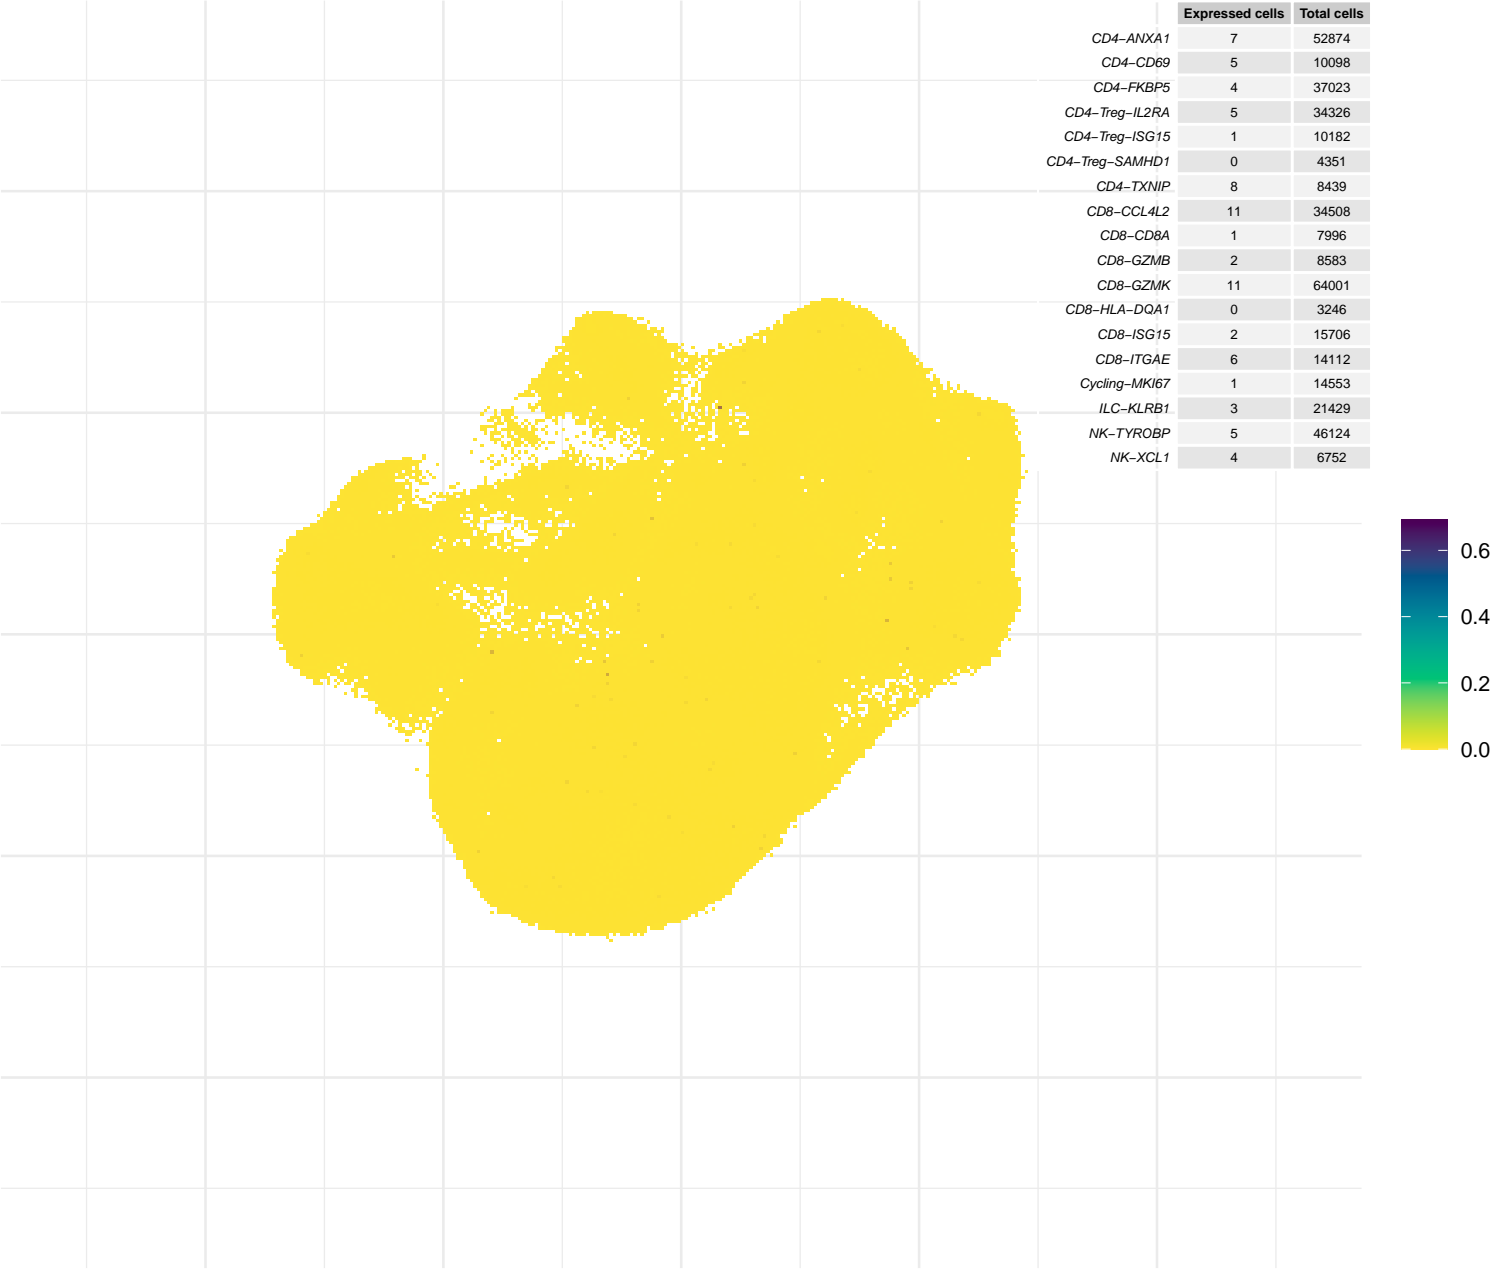 Expressed cells Total cells
CD4−ANXA1 7 52874
CD4−CD69 5 10098
CD4−FKBP5 4 37023
CD4−Treg−IL2RA 5 34326
CD4−Treg−ISG15 1 10182
CD4−Treg−SAMHD1 0 4351
CD4−TXNIP 8 8439
CD8−CCL4L2 11 34508
CD8−CD8A 1 7996
CD8−GZMB 2 8583
CD8−GZMK 11 64001
CD8−HLA−DQA1 0 3246
CD8−ISG15 2 15706
CD8−ITGAE 6 14112
Cycling−MKI67 1 14553
ILC−KLRB1 3 21429
NK−TYROBP 5 46124
NK−XCL1 4 6752
0.6
0.4
0.2
0.0